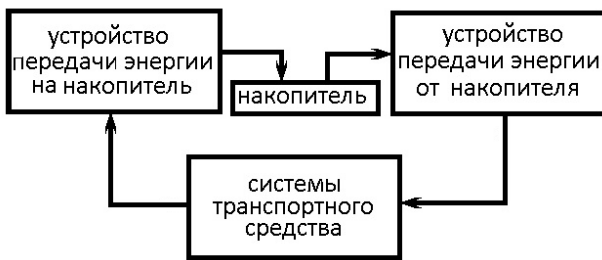 устройство
передачи энергии
на накопитель
накопитель
устройство
передачи энергии
от накопителя
системы
транспортного
средства